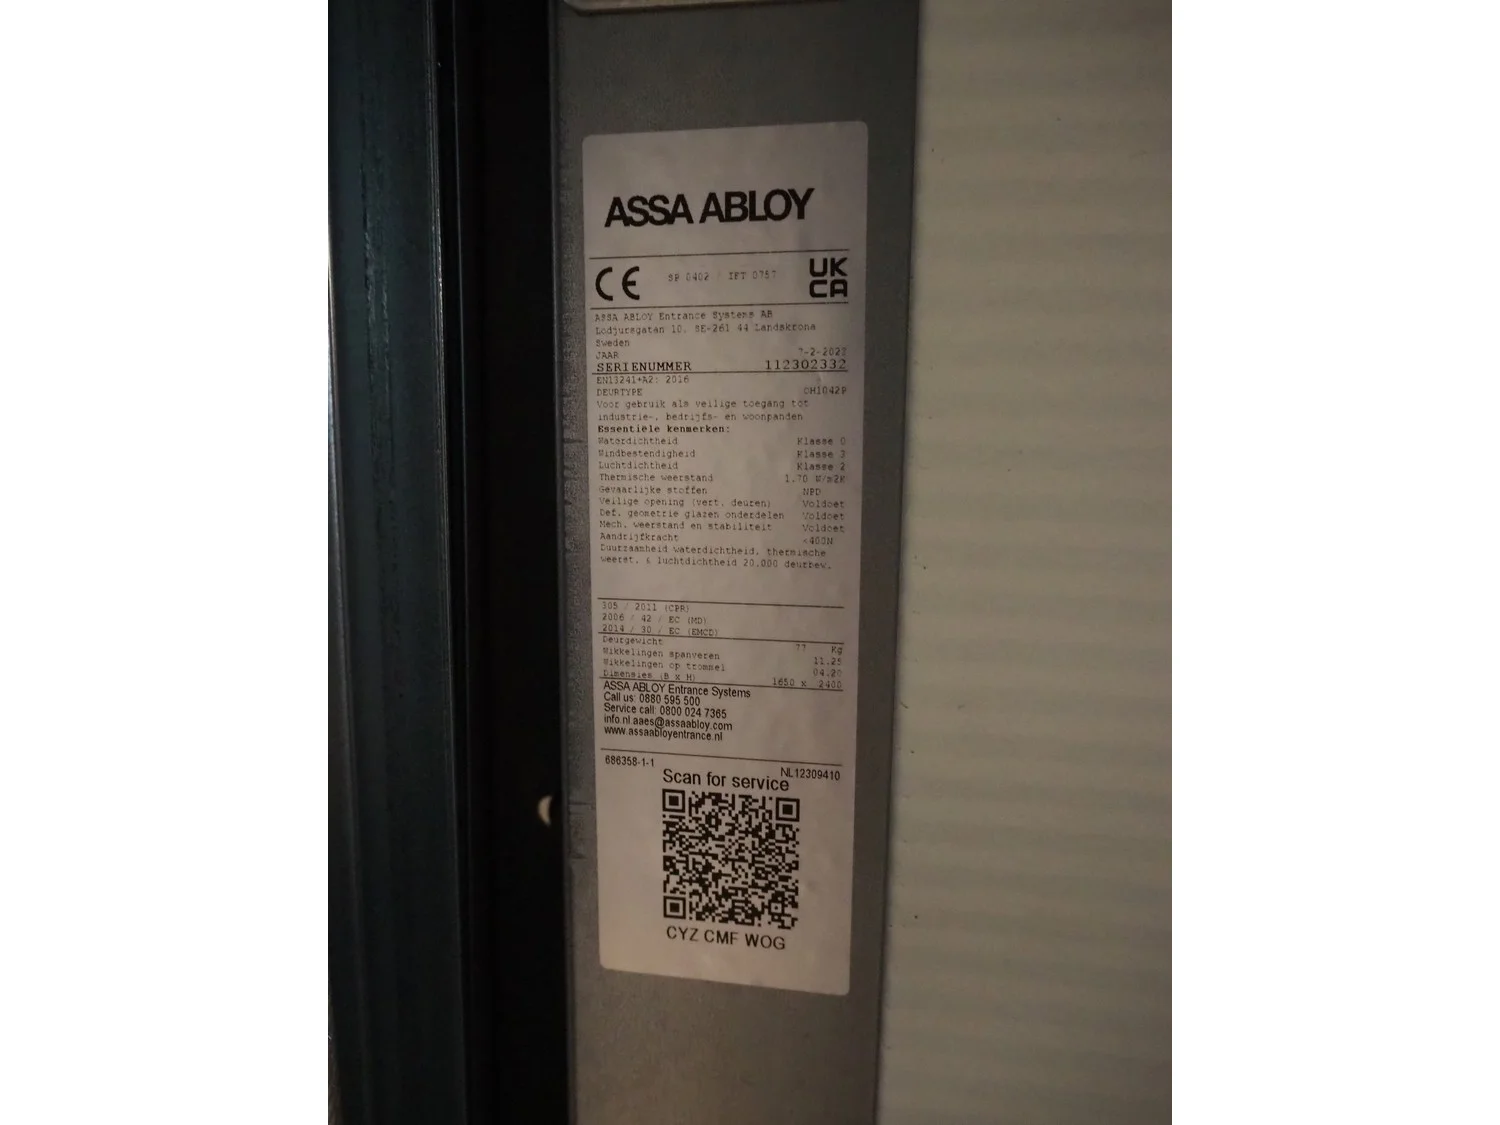 ASSA ABLOY
CE SP 0402 / IFT 0757 UK CA
ASSA ABLOY Entrance Systems AB
Lodjursgatan 10, SE-261 44 Landskrona
Sweden
JAAR 7-2-2023
SERIENUMMER 112302332
EN13241+A2: 2016
DEURTYPE OH1042P
Voor gebruik als veilige toegang tot
industrie-, bedrijfs- en woonpanden
Essentiële kenmerken:
Waterdichtheid Klasse 0
Windbestendigheid Klasse 3
Luchtdichtheid Klasse 2
Thermische weerstand 1.70 W/m2K
Gevaarlijke stoffen NPD
Veilige opening (vert. deuren) Voldoet
Def. geometrie glazen onderdelen Voldoet
Mech. weerstand en stabiliteit Voldoet
Aandrijfkracht <400N
Duurzaamheid waterdichtheid, thermische
weerst. & luchtdichtheid 20.000 deurbew.
305 / 2011 (CPR)
2006 / 42 / EC (MD)
2014 / 30 / EC (EMCD)
Deurgewicht 77 Kg
Wikkelingen spanveren 11.25
Wikkelingen op trommel 04.20
Dimensies (B X H) 1650 x 2400
ASSA ABLOY Entrance Systems
Call us: 0880 595 500
Service call: 0800 024 7365
info.nl.aaes@assaabloy.com
www.assaabloyentrance.nl
686358-1-1 NL12309410
Scan for service
CYZ CMF WOG